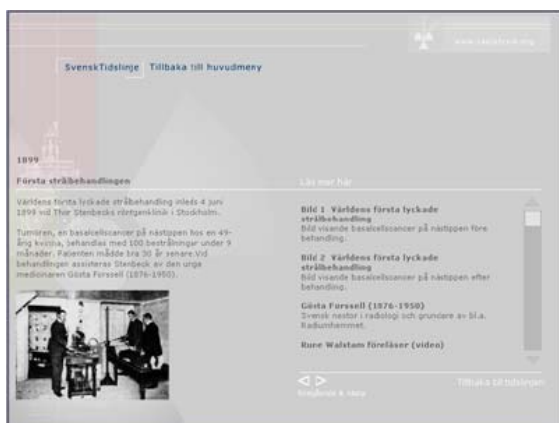 SvenskTidslinje Tillbaka till huvudmeny
1899
Första strålbehandlingen
Världens första lyckade strålbehandling inleds 4 juni
1899 vid Thor Stenbecks röntgenklinik i Stockholm.
Tumören, en basalcellscancer på nästippen hos en 49-
årig kvinna, behandlas med 100 bestrålningar under 9
månader. Patienten mådde bra 30 år senare.Vid
behandlingen assisteras Stenbeck av den unge
medicinaren Gösta Forssell (1876-1950).
Läs mer här
Bild 1 Världens första lyckade
strålbehandling
Bild visande basalcellscancer på nästippen före
behandling.
Bild 2 Världens första lyckade
strålbehandling
Bild visande basalcellscancer på nästippen efter
behandling.
Gösta Forssell (1876-1950)
Svensk nestor i radiologi och grundare av bl.a.
Radiumhemmet.
Rune Walstam föreläser (video)
föregående & nästa
Tillbaka till tidslinjen